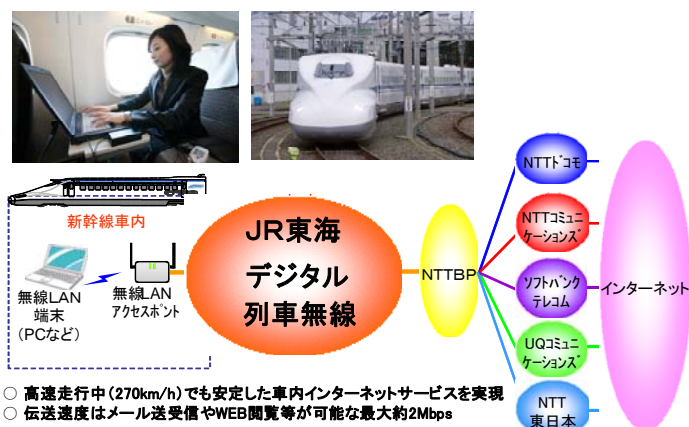 新幹線車内
無線LAN
端末
(PCなど)
無線LAN
アクセスポイント
JR東海
デジタル
列車無線
NTTBP
NTTドコモ
NTTコミュニ
ケーションズ
ソフトバンク
テレコム
UQコミュニ
ケーションズ
NTT
東日本
インターネット
○ 高速走行中(270km/h)でも安定した車内インターネットサービスを実現
○ 伝送速度はメール送受信やWEB閲覧等が可能な最大約2Mbps